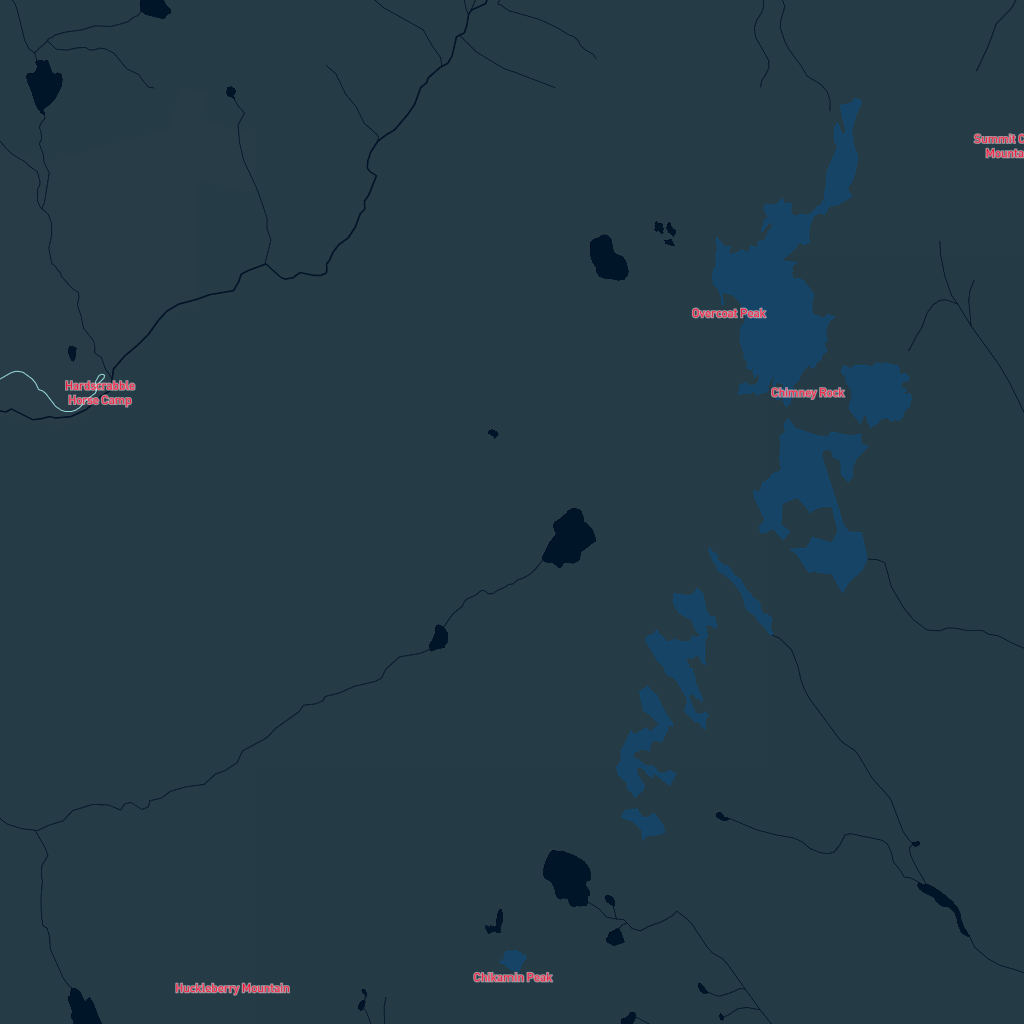 Summit C
Mounta
Overcoat Peak
Hardscrabble
Horse Camp
Chimney Rock
Chikamin Peak
Huckleberry Mountain